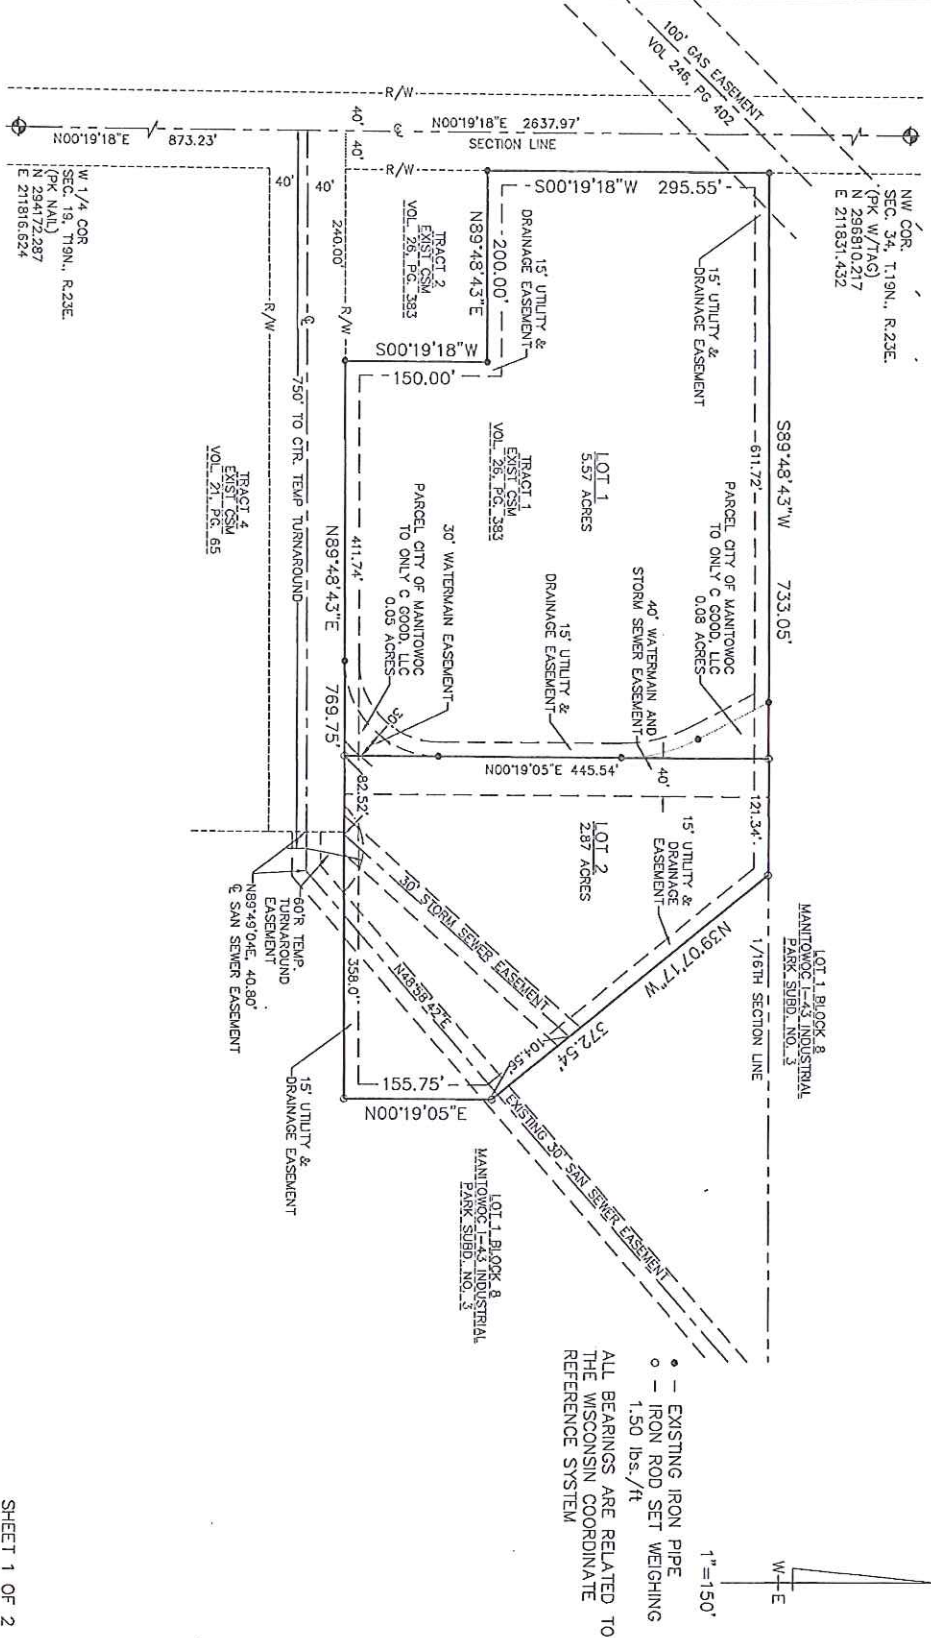 100' GAS EASEMENT
VOL 246, PG 402
R/W
N00°19'18"E 2637.97'
SECTION LINE
N00°19'18"E 873.23'
40'
40'
R/W
NW COR.
SEC. 34, T.19N., R.23E.
(PK W/TAG)
N 296810.217
E 211831.432
W 1/4 COR
SEC. 19, T19N., R.23E.
(PK NAIL)
N 294172.287
E 211816.624
40'
40'
240.00'
R/W
R/W
S00°19'18"W 295.55'
15' UTILITY &
DRAINAGE EASEMENT
15' UTILITY &
DRAINAGE EASEMENT
TRACT 2
EXIST CSM
VOL. 26, PG. 383
N89°48'43"E
200.00'
S00°19'18"W
150.00'
S89°48'43"W 733.05'
611.72'
LOT 1
5.57 ACRES
TRACT 1
EXIST CSM
VOL. 26, PG. 383
PARCEL CITY OF MANITOWOC
TO ONLY C GOOD, LLC
0.08 ACRES
PARCEL CITY OF MANITOWOC
TO ONLY C GOOD, LLC
0.05 ACRES
30' WATERMAIN EASEMENT
40' WATERMAIN AND
STORM SEWER EASEMENT
15' UTILITY &
DRAINAGE EASEMENT
750' TO CTR. TEMP TURNAROUND
TRACT 4
EXIST CSM
VOL. 21, PG. 65
N89°48'43"E 769.75'
411.74'
30'
N00°19'05"E 445.54'
40'
82.52'
121.34'
LOT 2
2.87 ACRES
15' UTILITY &
DRAINAGE
EASEMENT
30' STORM SEWER EASEMENT
N48°58'42"E
358.0'
60'R TEMP.
TURNAROUND
EASEMENT
N89°49'04E, 40.80'
℄ SAN SEWER EASEMENT
N39°07'17"W 372.54'
104.56'
1/16TH SECTION LINE
LOT 1 BLOCK 8
MANITOWOC I-43 INDUSTRIAL
PARK SUBD. NO. 3
155.75'
N00°19'05"E
15' UTILITY &
DRAINAGE EASEMENT
EXISTING 30' SAN SEWER EASEMENT
LOT 1 BLOCK 8
MANITOWOC I-43 INDUSTRIAL
PARK SUBD. NO. 3
● - EXISTING IRON PIPE
○ - IRON ROD SET WEIGHING
1.50 lbs./ft
ALL BEARINGS ARE RELATED TO
THE WISCONSIN COORDINATE
REFERENCE SYSTEM
1"=150'
W E
SHEET 1 OF 2